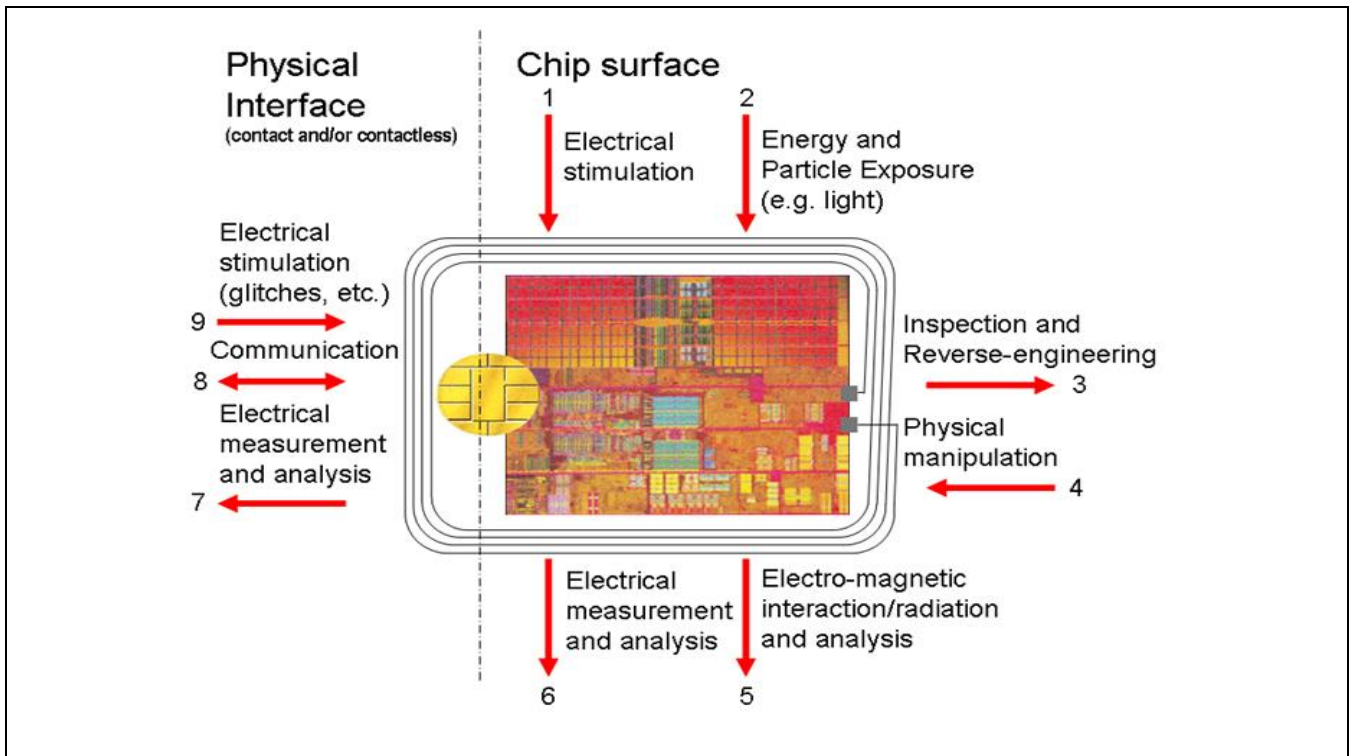 Physical
Interface
(contact and/or contactless)
Chip surface
1
2
Electrical
stimulation
Energy and
Particle Exposure
(e.g. light)
Electrical
stimulation
(glitches, etc.)
9
Communication
8
Electrical
measurement
and analysis
7
Inspection and
Reverse-engineering
3
Physical
manipulation
4
Electrical
measurement
and analysis
6
Electro-magnetic
interaction/radiation
and analysis
5